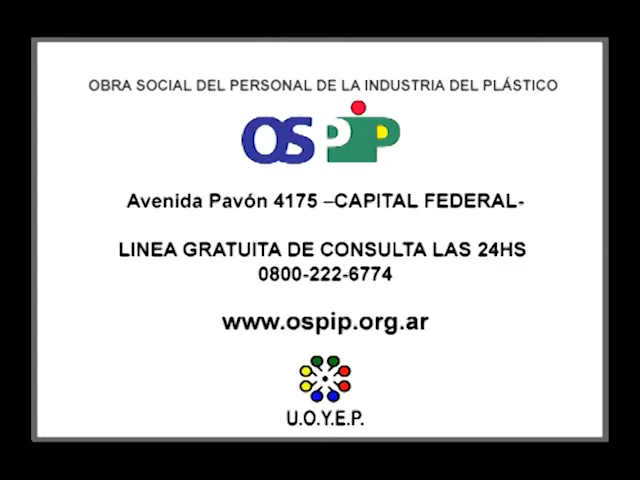 OBRA SOCIAL DEL PERSONAL DE LA INDUSTRIA DEL PLÁSTICO
OSPIP
Avenida Pavón 4175 –CAPITAL FEDERAL-
LINEA GRATUITA DE CONSULTA LAS 24HS
0800-222-6774
www.ospip.org.ar
U.O.Y.E.P.